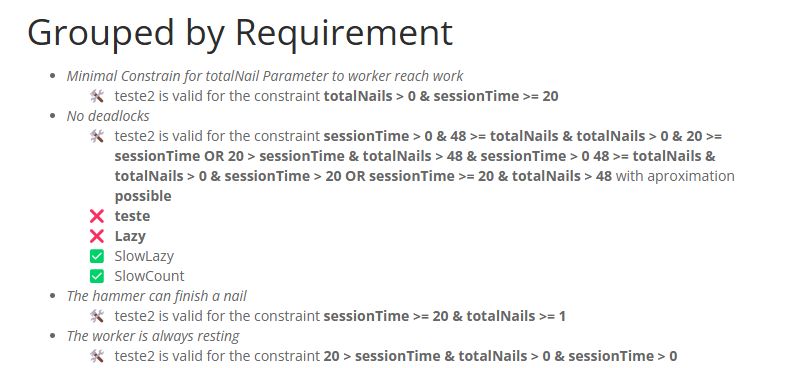 Grouped by Requirement
Minimal Constrain for totalNail Parameter to worker reach work
teste2 is valid for the constraint totalNails > 0 & sessionTime >= 20
No deadlocks
teste2 is valid for the constraint sessionTime > 0 & 48 >= totalNails & totalNails > 0 & 20 >=
sessionTime OR 20 > sessionTime & totalNails > 48 & sessionTime > 0 48 >= totalNails &
totalNails > 0 & sessionTime > 20 OR sessionTime >= 20 & totalNails > 48 with aproximation
possible
teste
Lazy
SlowLazy
SlowCount
The hammer can finish a nail
teste2 is valid for the constraint sessionTime >= 20 & totalNails >= 1
The worker is always resting
teste2 is valid for the constraint 20 > sessionTime & totalNails > 0 & sessionTime > 0